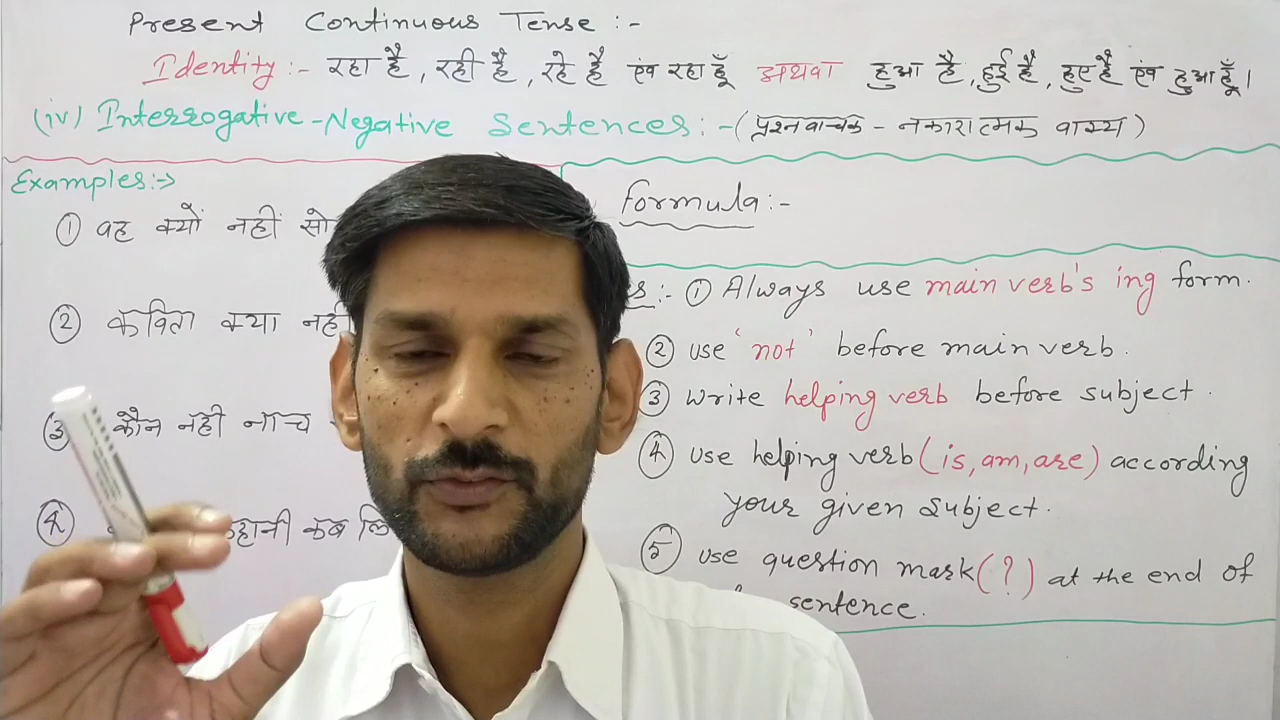 Present Continuous Tense :-
Identity :- रहा है, रही है, रहे हैं एंव रहा हूँ अथवा हुआ है, हुई है, हुए हैं एंव हुआ हूँ।
(iv) Interrogative-Negative Sentences :- (प्रश्नवाचक - नकारात्मक वाक्य)
Examples :->
① वह क्यों नहीं सो
② कविता क्या नहीं
③ कौन नहीं नाच
④ कहानी कब
formula :-
① Always use main verb's ing form.
② use 'not' before main verb.
③ write helping verb before subject.
④ use helping verb (is, am, are) according
your given subject.
⑤ use question mark (?) at the end of
sentence.